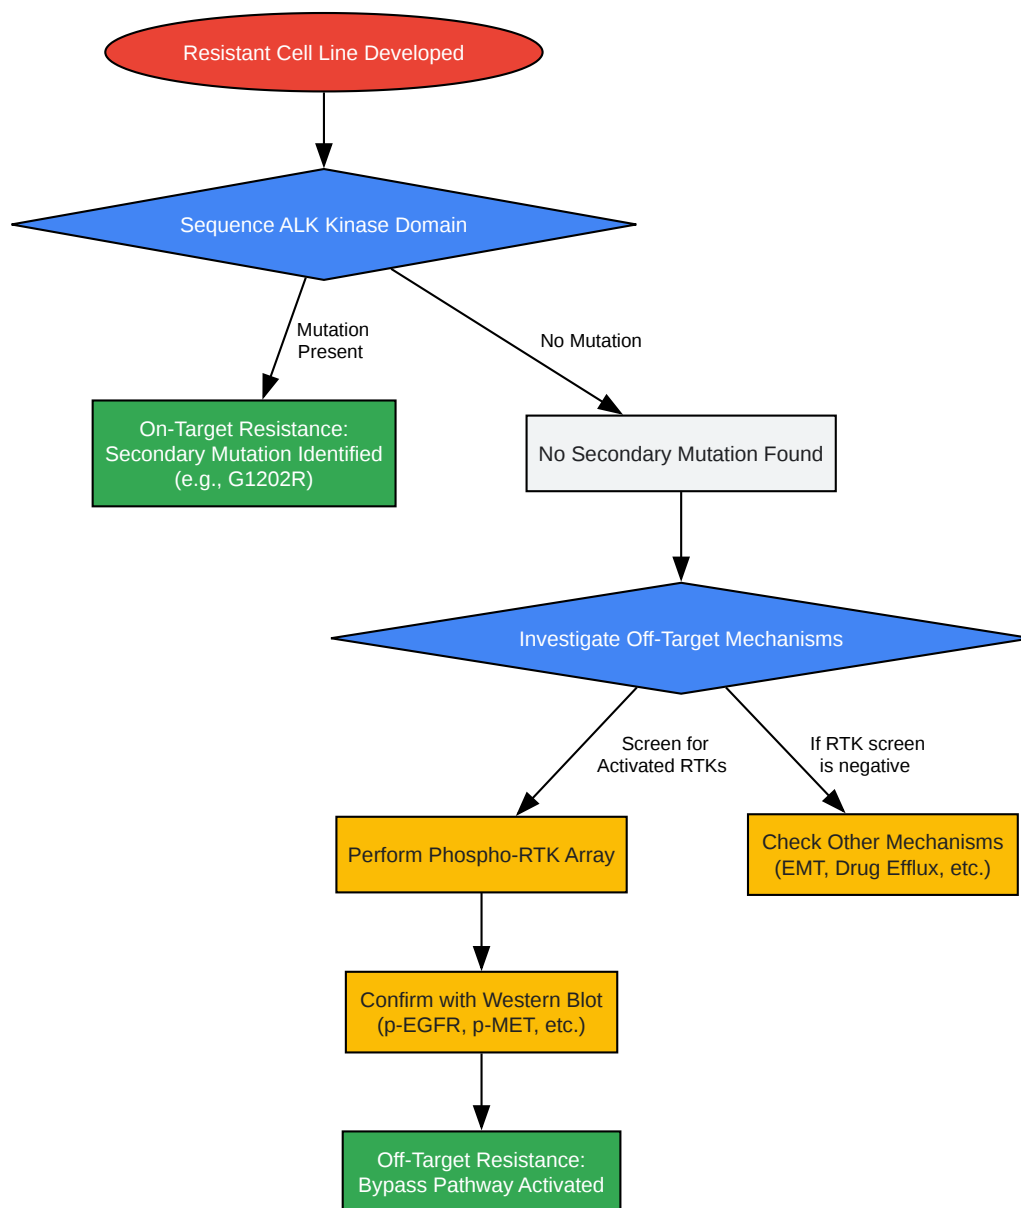 Resistant Cell Line Developed
Sequence ALK Kinase Domain
Mutation
Present
No Mutation
On-Target Resistance:
Secondary Mutation Identified
(e.g., G1202R)
No Secondary Mutation Found
Investigate Off-Target Mechanisms
Screen for
Activated RTKs
If RTK screen
is negative
Perform Phospho-RTK Array
Check Other Mechanisms
(EMT, Drug Efflux, etc.)
Confirm with Western Blot
(p-EGFR, p-MET, etc.)
Off-Target Resistance:
Bypass Pathway Activated